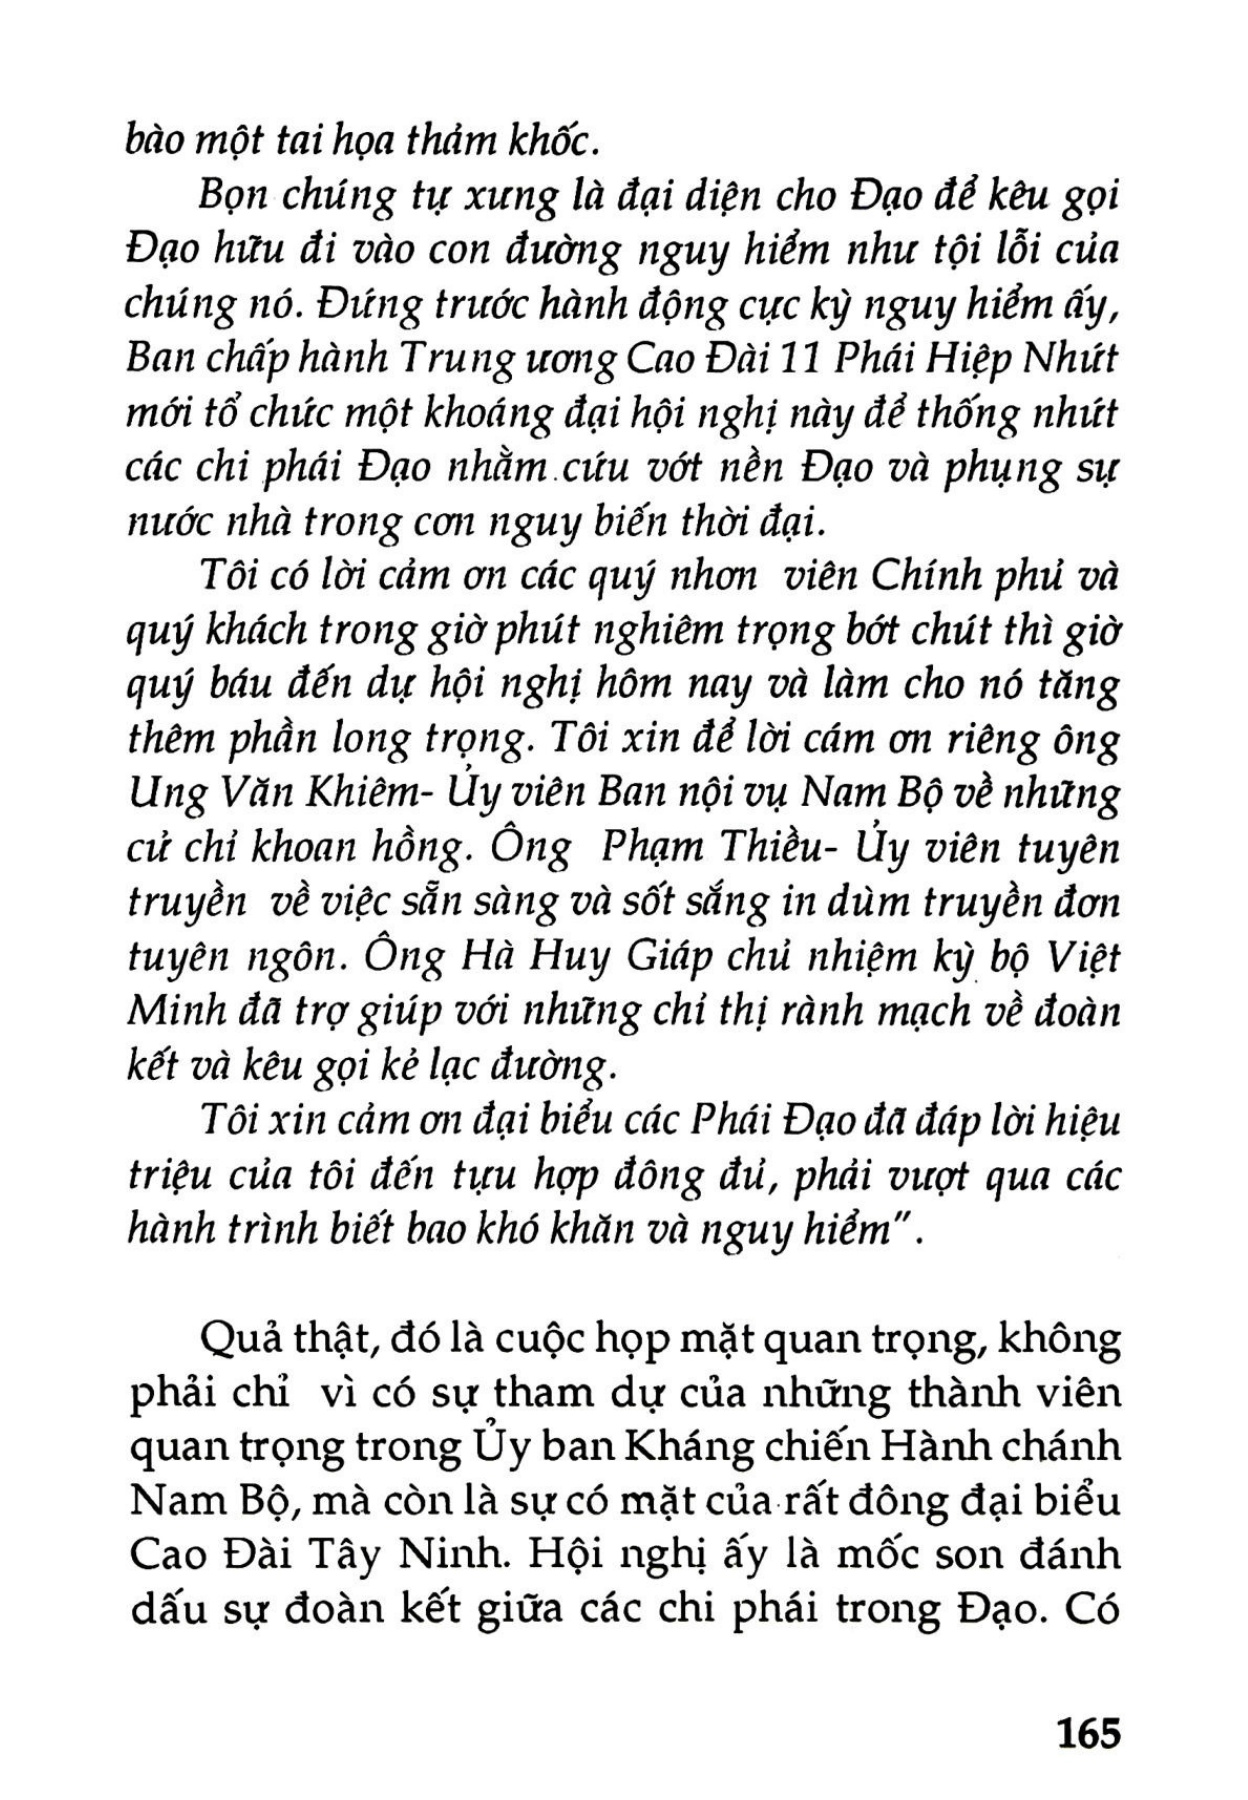 bào một tai họa thảm khốc.
Bọn chúng tự xưng là đại diện cho Đạo để kêu gọi
Đạo hữu đi vào con đường nguy hiểm như tội lỗi của
chúng nó. Đứng trước hành động cực kỳ nguy hiểm ấy,
Ban chấp hành Trung ương Cao Đài 11 Phái Hiệp Nhứt
mới tổ chức một khoáng đại hội nghị này để thống nhứt
các chi phái Đạo nhằm cứu vớt nền Đạo và phụng sự
nước nhà trong cơn nguy biến thời đại.
Tôi có lời cảm ơn các quý nhơn viên Chính phủ và
quý khách trong giờ phút nghiêm trọng bớt chút thì giờ
quý báu đến dự hội nghị hôm nay và làm cho nó tăng
thêm phần long trọng. Tôi xin để lời cám ơn riêng ông
Ung Văn Khiêm- Ủy viên Ban nội vụ Nam Bộ về những
cử chỉ khoan hồng. Ông Phạm Thiều- Ủy viên tuyên
truyền về việc sẵn sàng và sốt sắng in dùm truyền đơn
tuyên ngôn. Ông Hà Huy Giáp chủ nhiệm kỳ bộ Việt
Minh đã trợ giúp với những chỉ thị rành mạch về đoàn
kết và kêu gọi kẻ lạc đường.
Tôi xin cảm ơn đại biểu các Phái Đạo đã đáp lời hiệu
triệu của tôi đến tựu hợp đông đủ, phải vượt qua các
hành trình biết bao khó khăn và nguy hiểm".
Quả thật, đó là cuộc họp mặt quan trọng, không
phải chỉ vì có sự tham dự của những thành viên
quan trọng trong Ủy ban Kháng chiến Hành chánh
Nam Bộ, mà còn là sự có mặt của rất đông đại biểu
Cao Đài Tây Ninh. Hội nghị ấy là mốc son đánh
dấu sự đoàn kết giữa các chi phái trong Đạo. Có
165